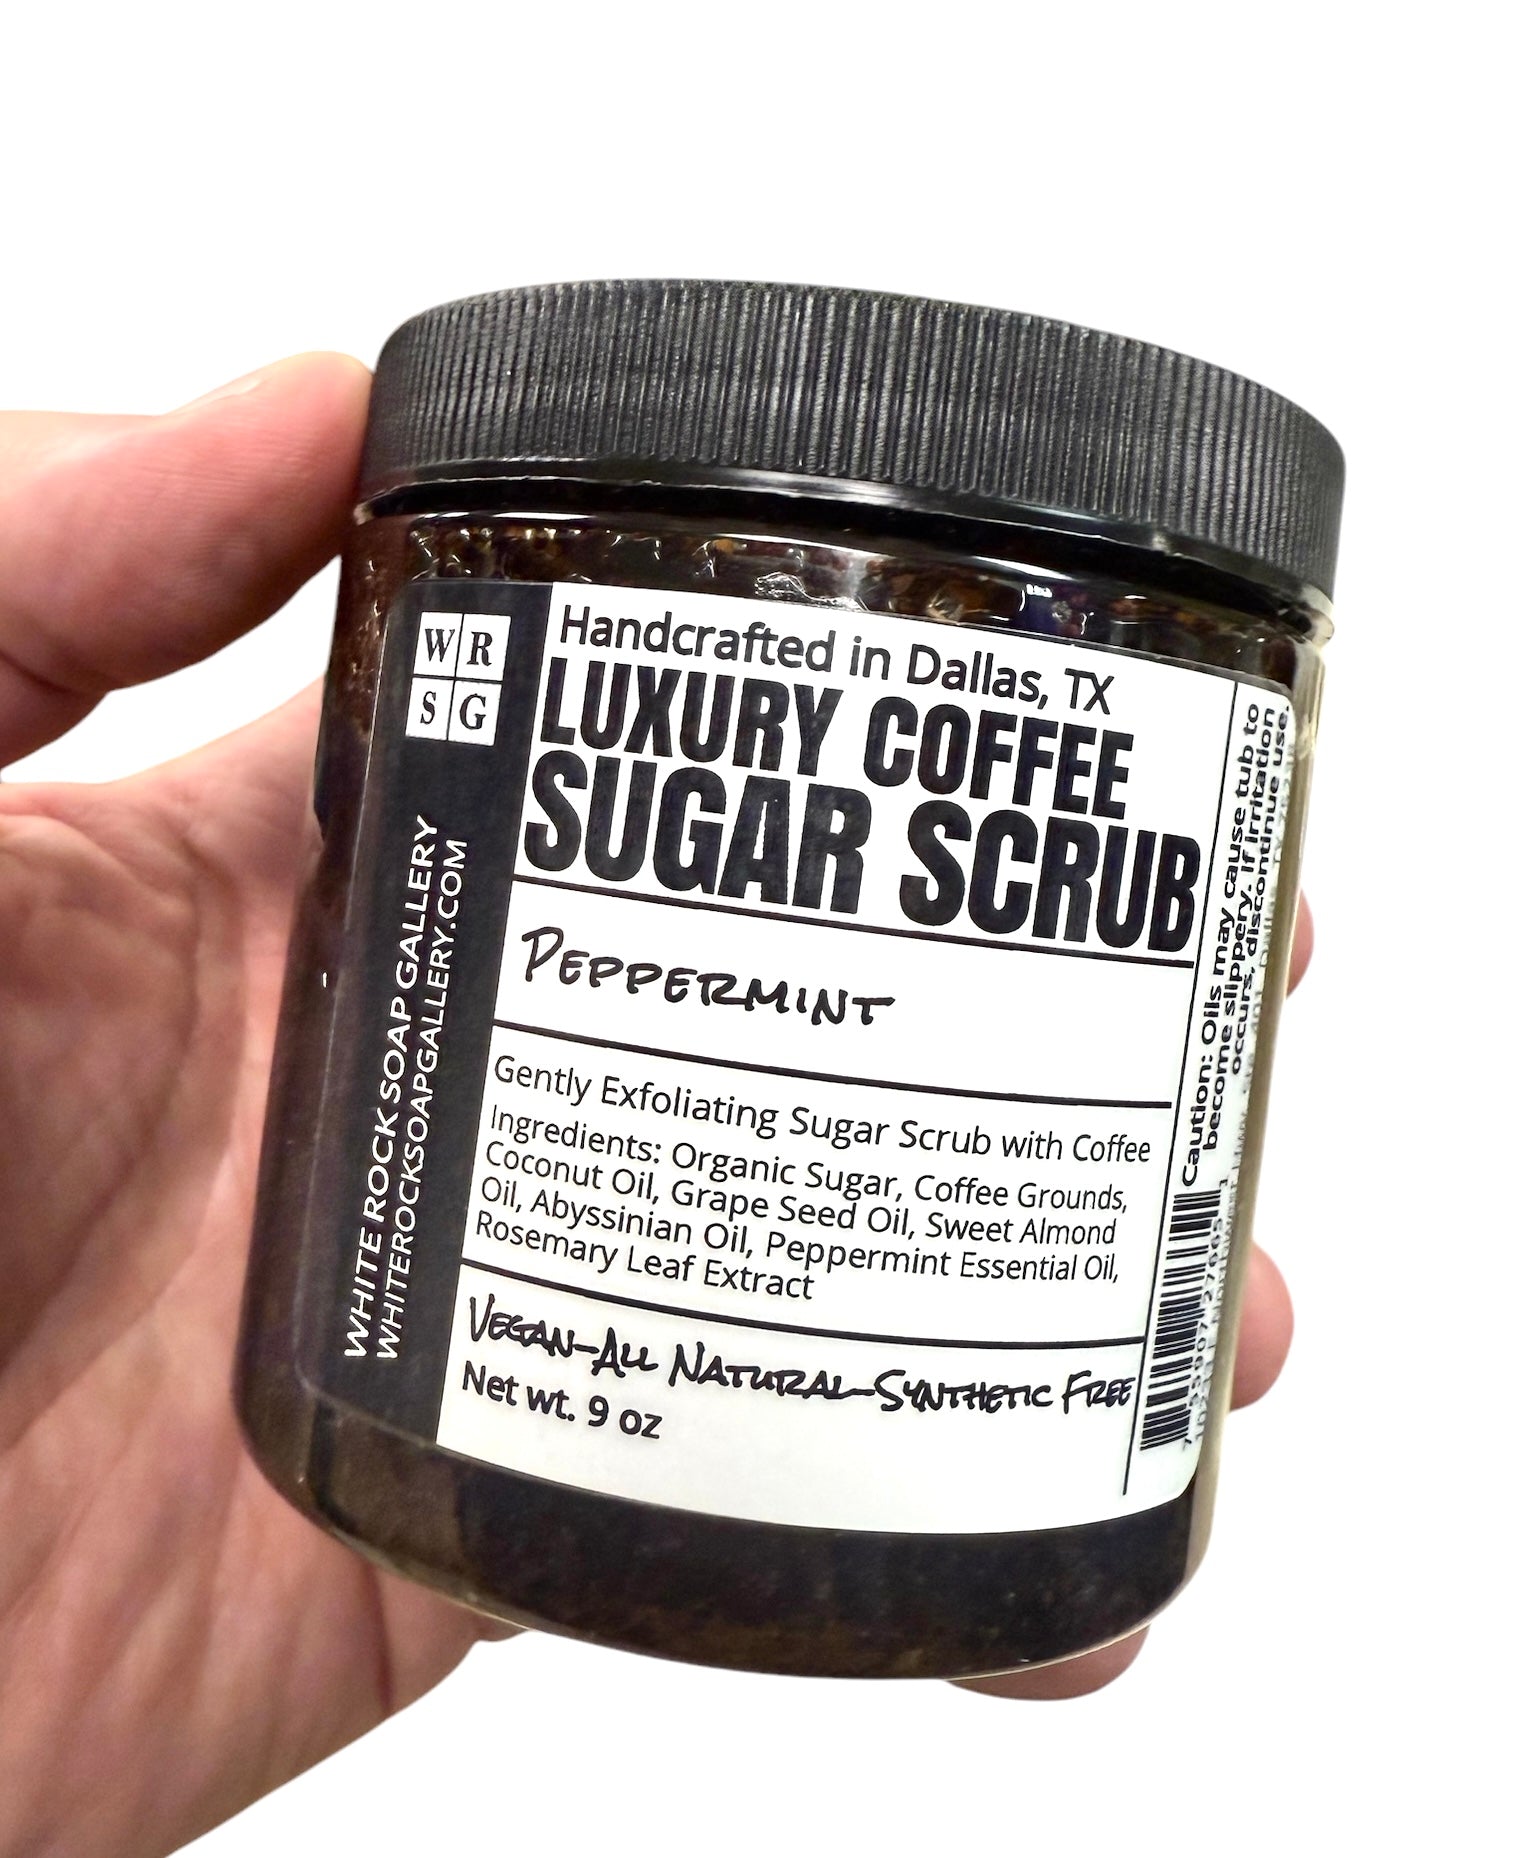 W R
S G
WHITE ROCK SOAP GALLERY
WHITEROCKSOAPGALLERY.COM
Handcrafted in Dallas, TX
LUXURY COFFEE
SUGAR SCRUB
PEPPERMINT
Gently Exfoliating Sugar Scrub with Coffee
Ingredients: Organic Sugar, Coffee Grounds,
Coconut Oil, Grape Seed Oil, Sweet Almond
Oil, Abyssinian Oil, Peppermint Essential Oil,
Rosemary Leaf Extract
VEGAN-ALL NATURAL-SYNTHETIC FREE
Net wt. 9 oz
Caution: Oils may cause tub to
become slippery. If irritation
occurs, discontinue use.